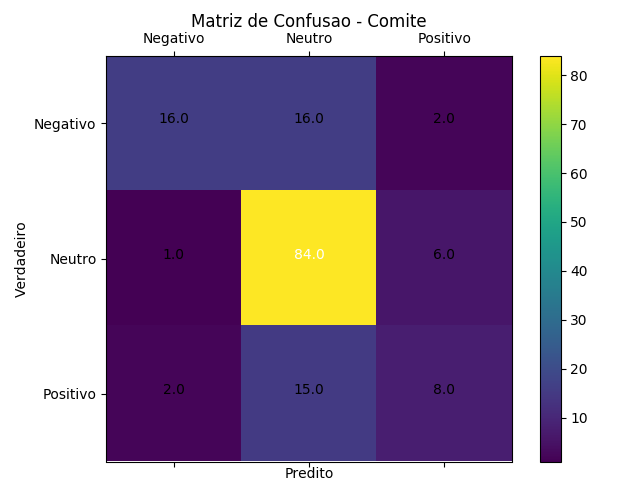 Matriz de Confusao - Comite
Negativo Neutro Positivo
Negativo 16.0 16.0 2.0
Neutro 1.0 84.0 6.0
Positivo 2.0 15.0 8.0
Verdadeiro
Predito
80
70
60
50
40
30
20
10